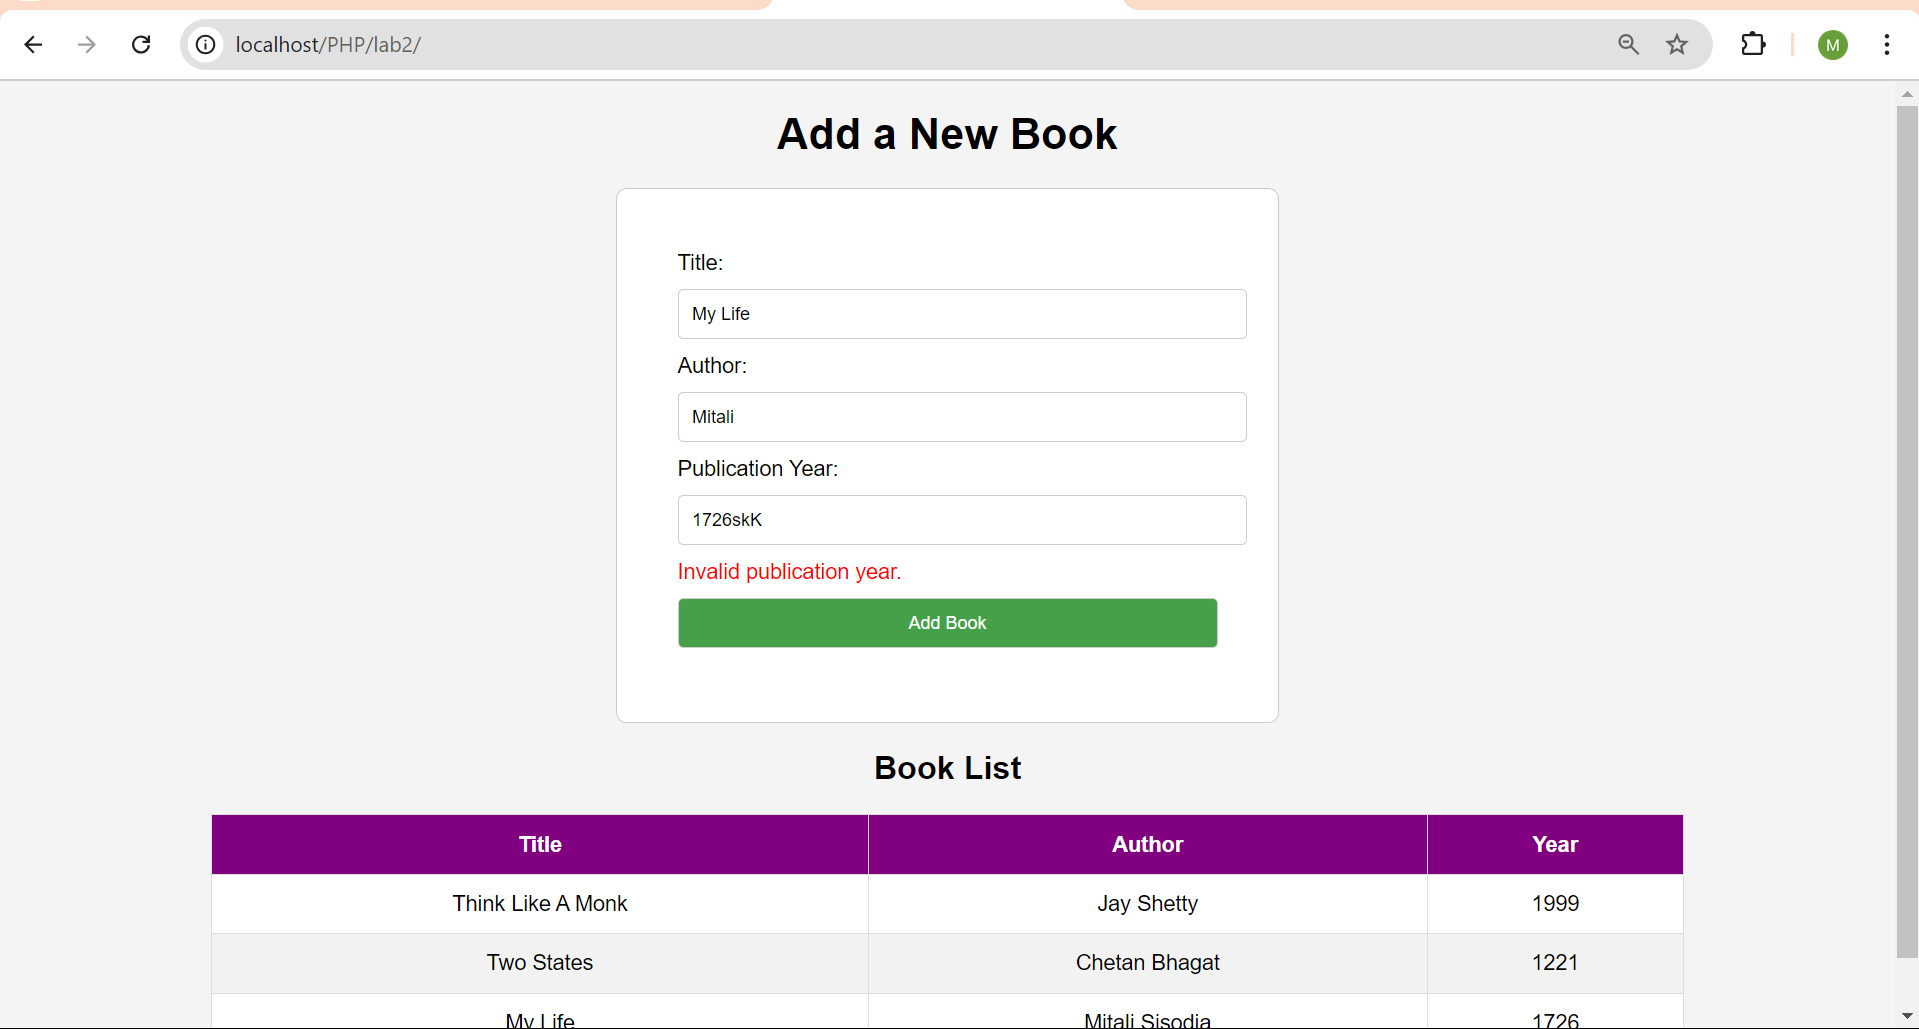 localhost/PHP/lab2/
M
Add a New Book
Title:
My Life
Author:
Mitali
Publication Year:
1726skK
Invalid publication year.
Add Book
Book List
Title Author Year
Think Like A Monk Jay Shetty 1999
Two States Chetan Bhagat 1221
My Life Mitali Sisodia 1726